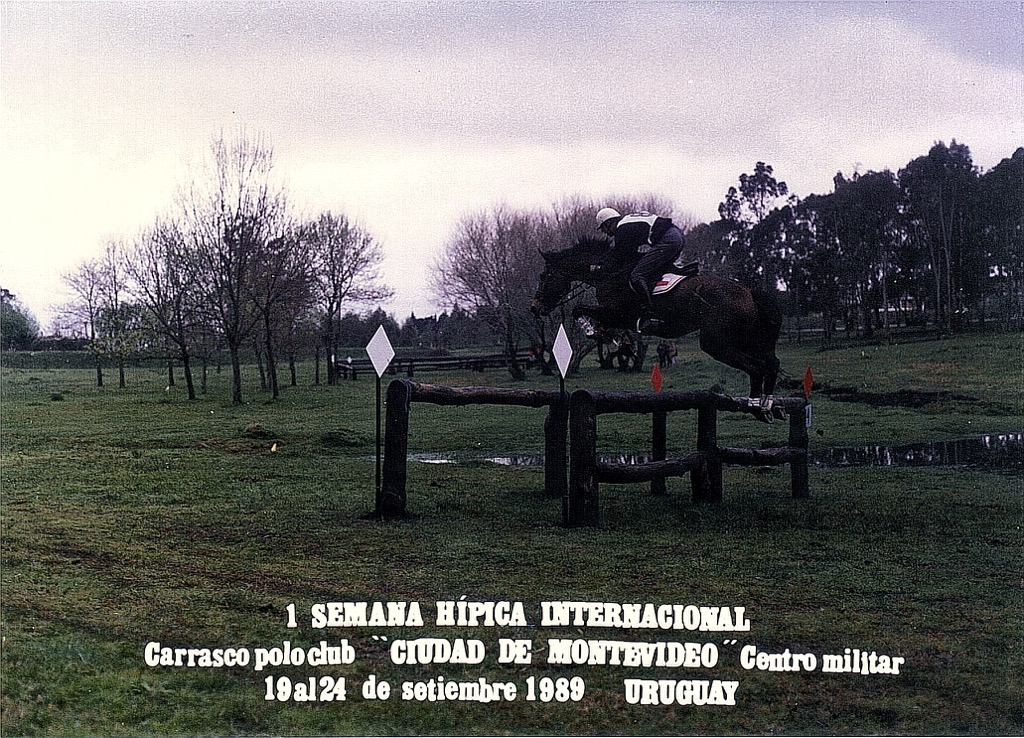 1 SEMANA HÍPICA INTERNACIONAL
Carrasco polo club "CIUDAD DE MONTEVIDEO" Centro militar
19 al 24 de setiembre 1989 URUGUAY